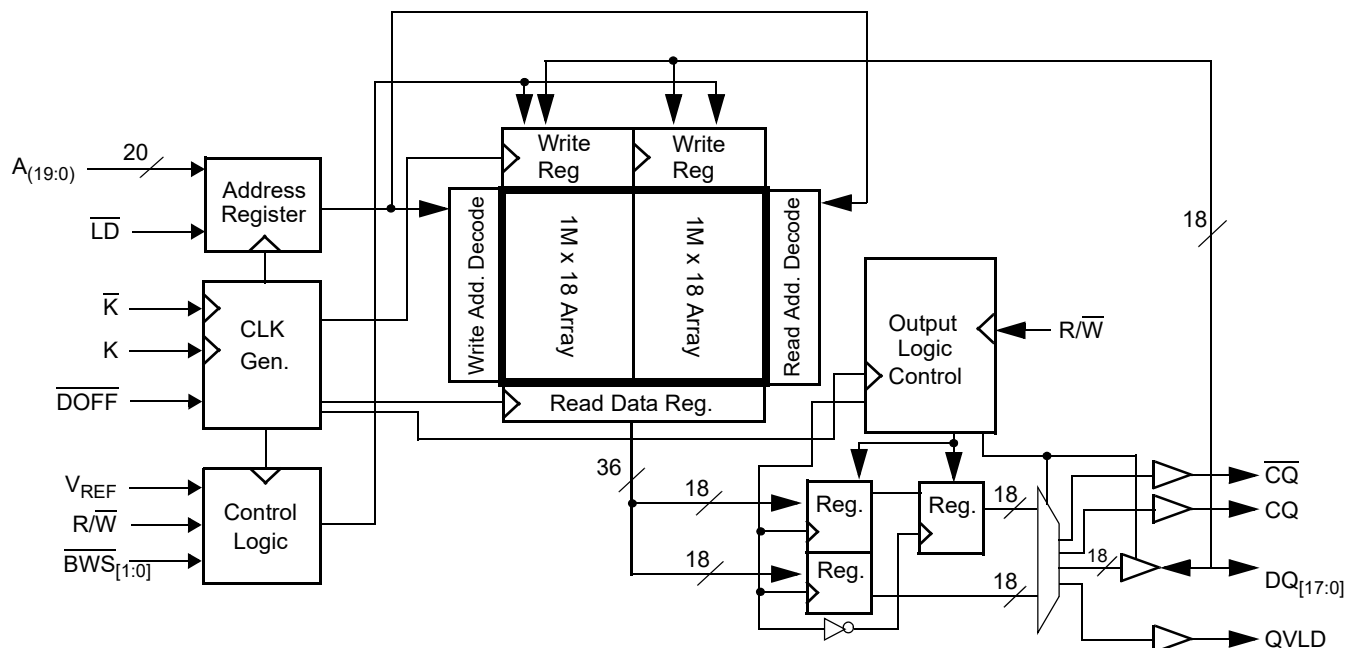 20
A(19:0)
LD
Address
Register
K
K
DOFF
CLK
Gen.
VREF
R/W
BWS[1:0]
Control
Logic
Write
Reg
Write
Reg
Write Add. Decode
1M x 18 Array
1M x 18 Array
Read Add. Decode
Read Data Reg.
36
18
18
Output
Logic
Control
R/W
18
Reg.
Reg.
Reg.
18
18
18
CQ
CQ
DQ[17:0]
QVLD